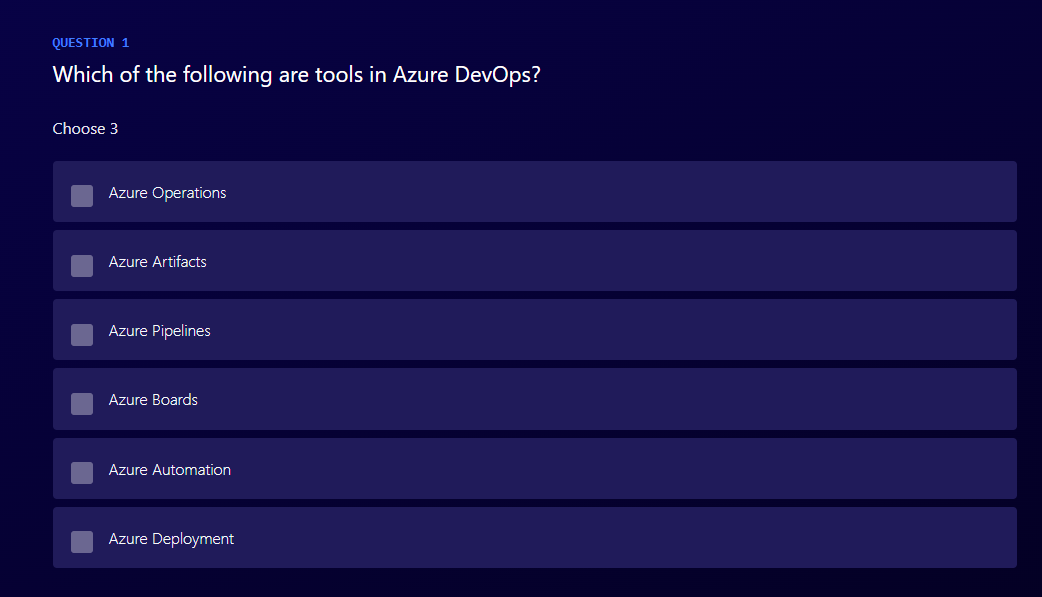 QUESTION 1
Which of the following are tools in Azure DevOps?
Choose 3
Azure Operations
Azure Artifacts
Azure Pipelines
Azure Boards
Azure Automation
Azure Deployment